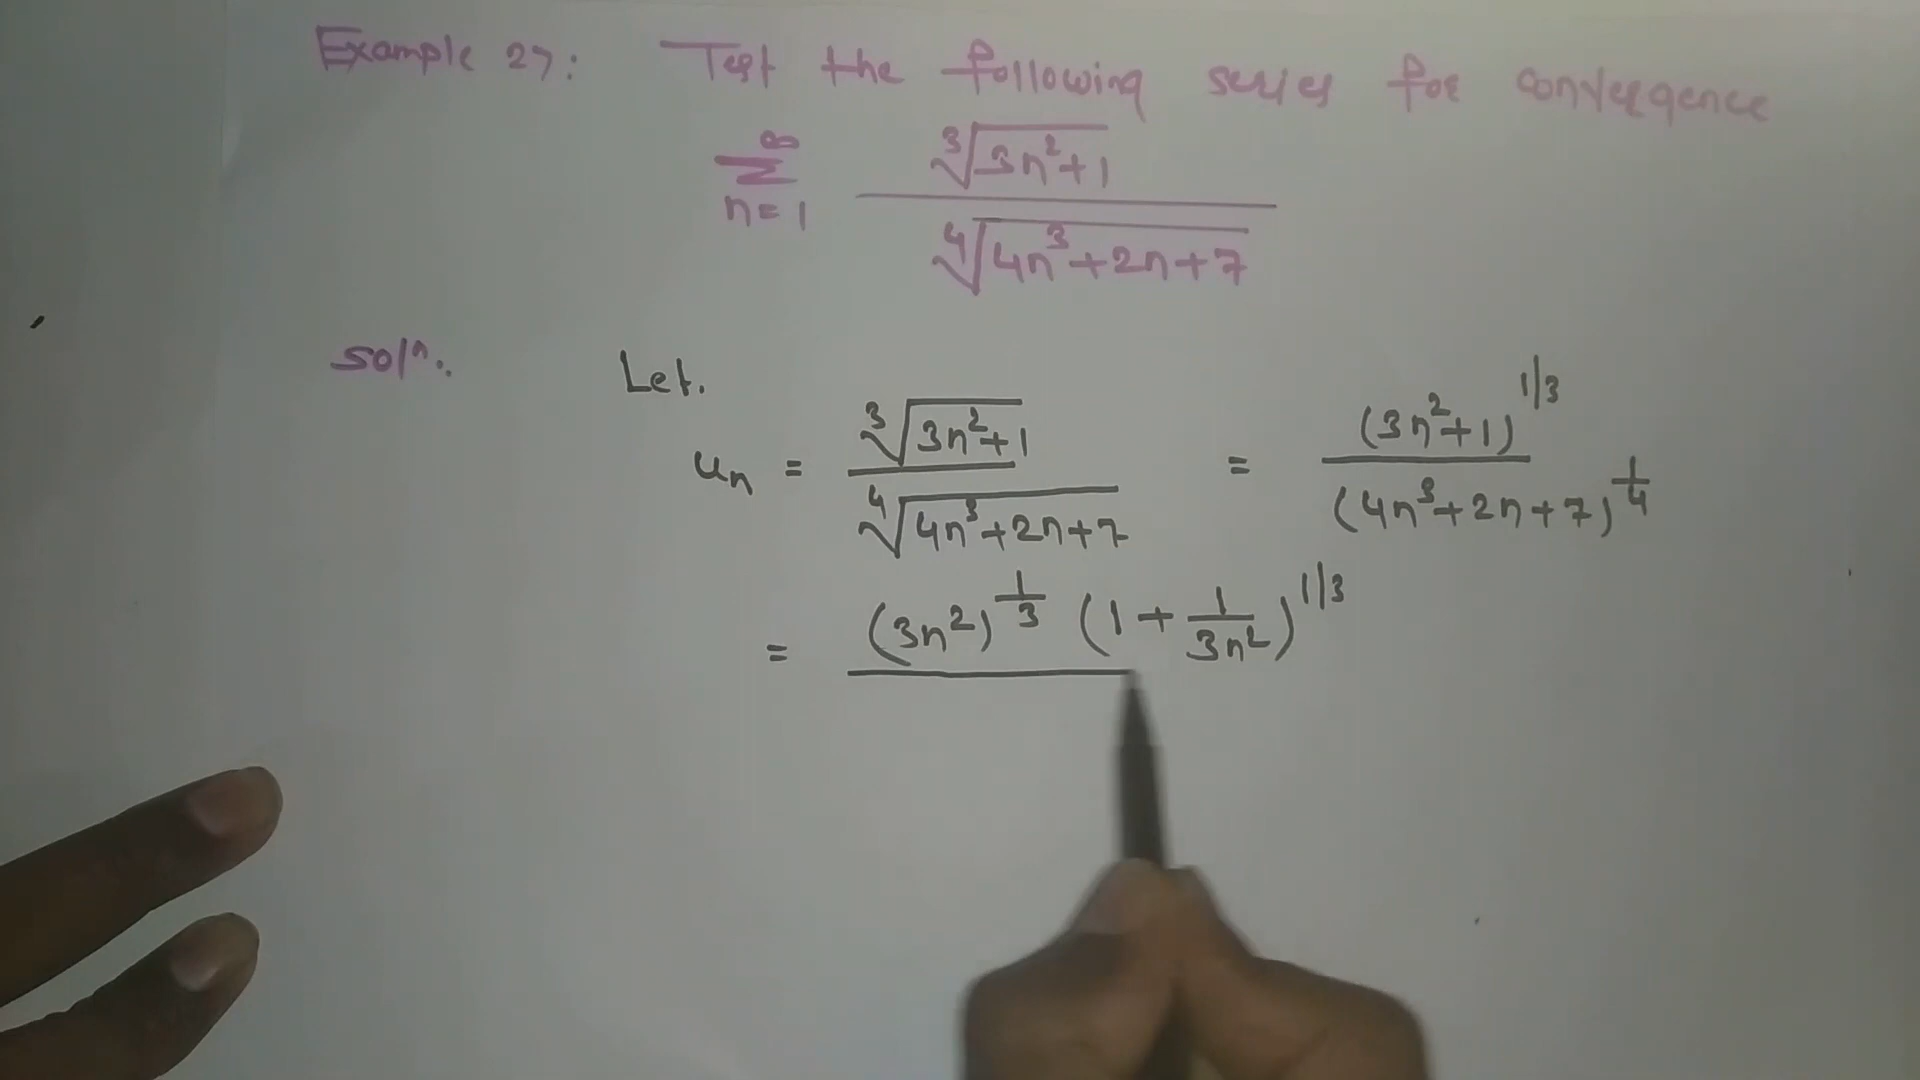 Example 27: Test the following series for convergence
∞
Σ
n=1
∛(3n²+1)
∜(4n³+2n+7)
Soln. Let.
uₙ = ∛(3n²+1) / ∜(4n³+2n+7) = (3n²+1)^1/3 / (4n³+2n+7)^1/4
= (3n²)^1/3 (1+1/3n²)^1/3